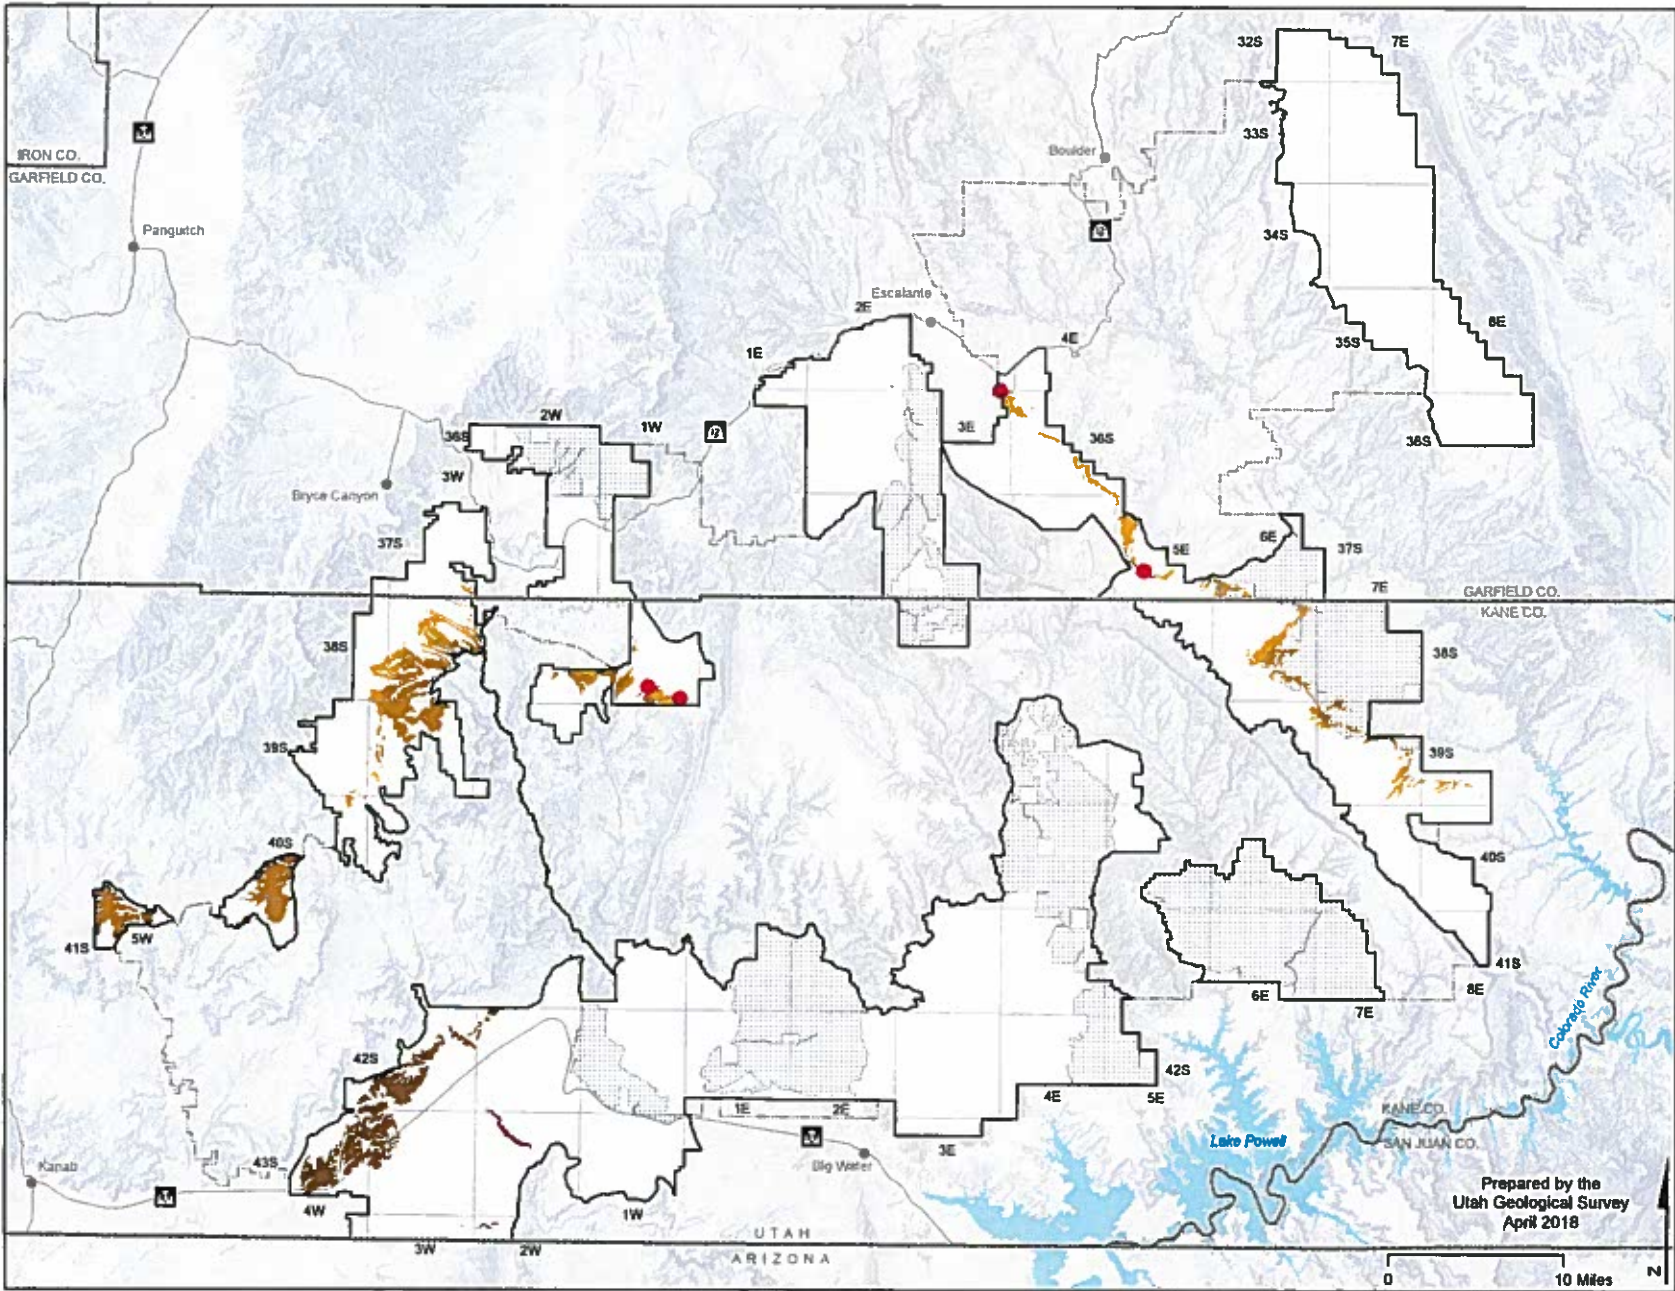 32S
7E
33S
IRON CO.
GARFIELD CO.
Boulder
12
Panguitch
34S
Escalante
2E
8E
4E
35S
1E
2W
1W
12
3E
36S
36S
36S
3W
Bryce Canyon
37S
6E
5E
37S
7E
GARFIELD CO.
KANE CO.
38S
38S
39S
39S
40S
40S
41S
5W
41S
6E
8E
7E
Colorado River
42S
42S
4E
5E
1E
2E
KANE CO.
SAN JUAN CO.
Lake Powell
3E
Big Water
43S
Kanab
4W
1W
Prepared by the
Utah Geological Survey
April 2018
UTAH
3W
2W
ARIZONA
0
10 Miles
N